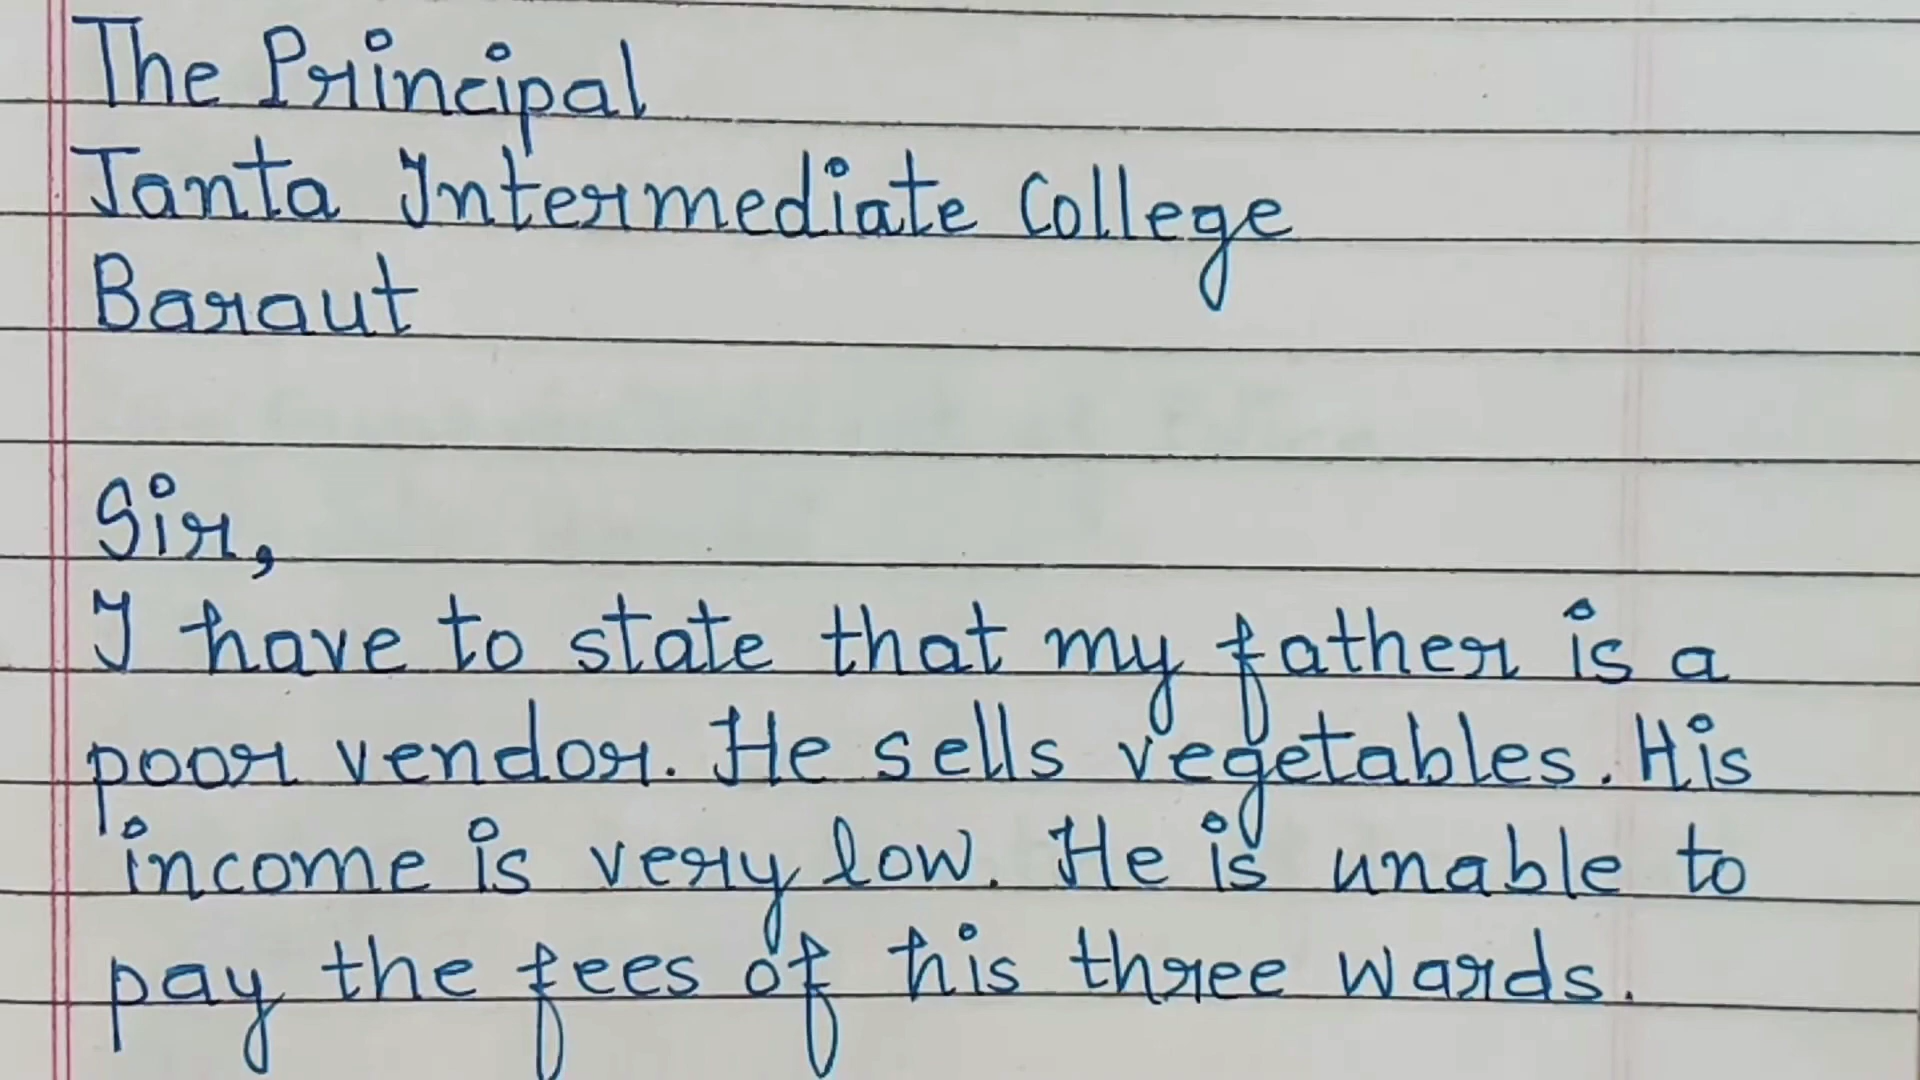 The Principal
Janta Intermediate College
Baraut
Sir,
I have to state that my father is a
poor vendor. He sells vegetables. His
income is very low. He is unable to
pay the fees of his three wards.